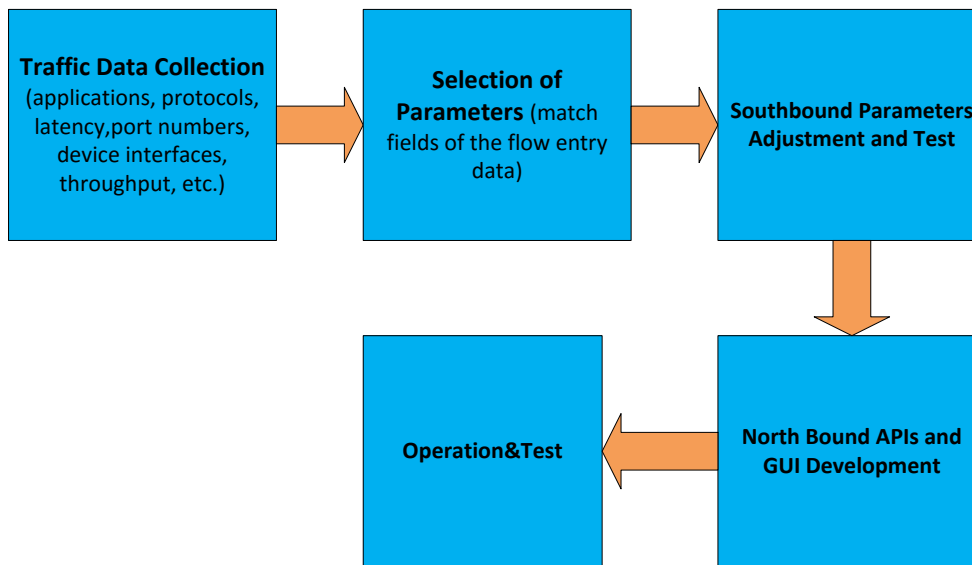 Traffic Data Collection
(applications, protocols,
latency,port numbers,
device interfaces,
throughput, etc.)
Selection of
Parameters (match
fields of the flow entry
data)
Southbound Parameters
Adjustment and Test
Operation&Test
North Bound APIs and
GUI Development